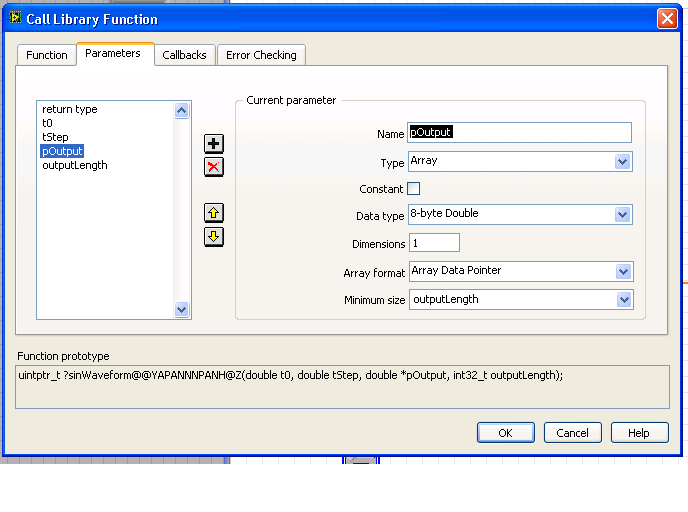 Call Library Function
Function Parameters Callbacks Error Checking
return type
t0
tStep
pOutput
outputLength
Current parameter
Name pOutput
Type Array
Constant
Data type 8-byte Double
Dimensions 1
Array format Array Data Pointer
Minimum size outputLength
Function prototype
uintptr_t ?sinWaveform@@YAPANNNPANH@Z(double t0, double tStep, double *pOutput, int32_t outputLength);
OK Cancel Help